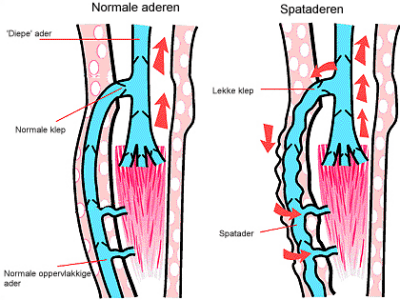 Normale aderen
'Diepe' ader
Normale klep
Normale oppervlakkige
ader
Spataderen
Lekke klep
Spatader